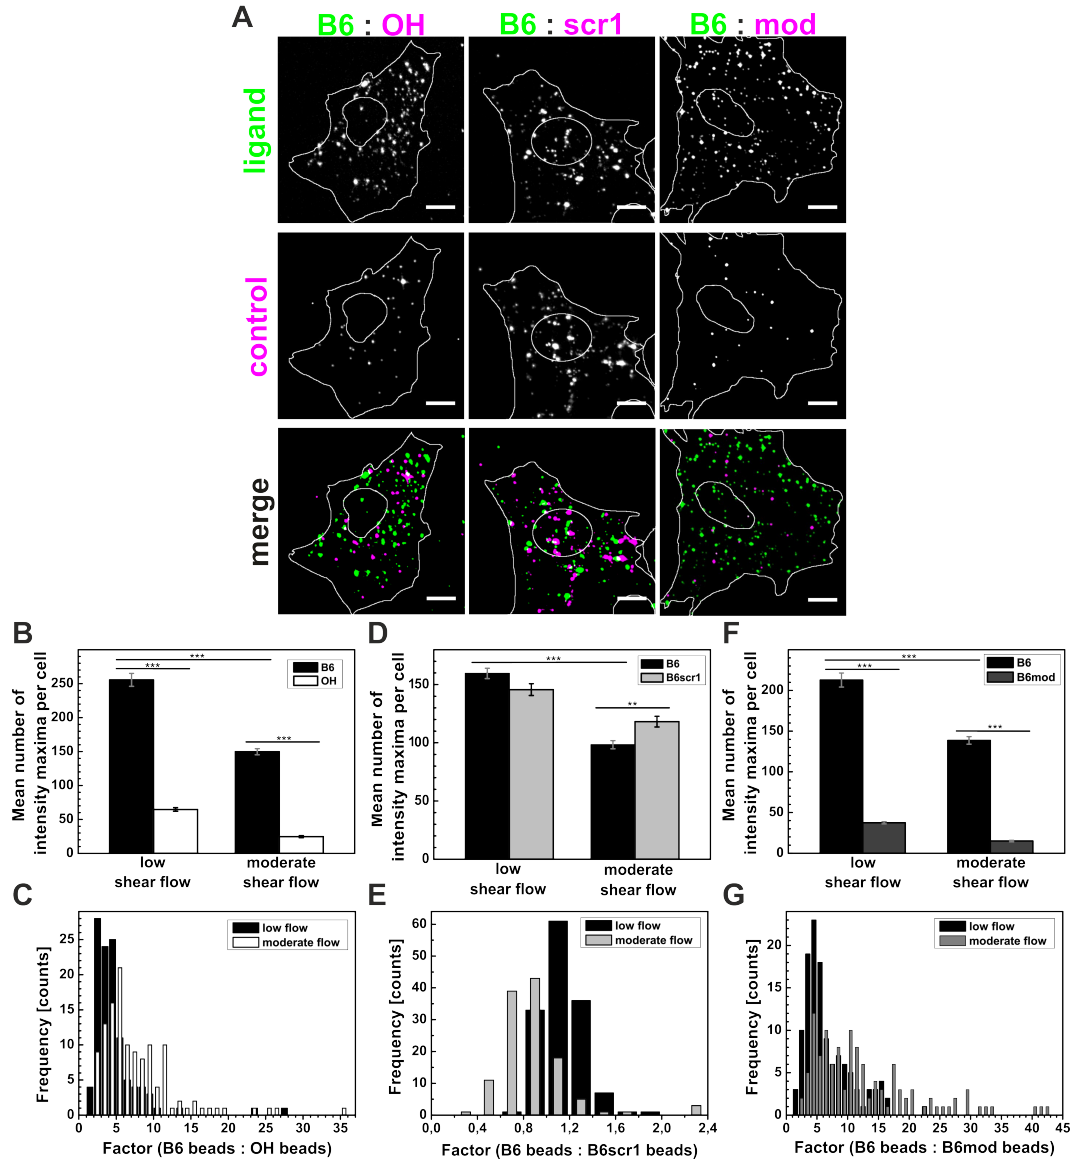 A
B6 : OH
B6 : scr1
B6 : mod
ligand
control
merge
B
Mean number of
intensity maxima per cell
250
200
150
100
50
0
***
***
***
B6
OH
low
shear flow
moderate
shear flow
D
Mean number of
intensity maxima per cell
150
100
50
0
***
**
B6
B6scr1
low
shear flow
moderate
shear flow
F
Mean number of
intensity maxima per cell
200
150
100
50
0
***
***
***
B6
B6mod
low
shear flow
moderate
shear flow
C
Frequency [counts]
25
20
15
10
5
0
low flow
moderate flow
0 5 10 15 20 25 30 35
Factor (B6 beads : OH beads)
E
Frequency [counts]
60
50
40
30
20
10
0
low flow
moderate flow
0,0 0,4 0,8 1,2 1,6 2,0 2,4
Factor (B6 beads : B6scr1 beads)
G
Frequency [counts]
20
15
10
5
0
low flow
moderate flow
0 5 10 15 20 25 30 35 40 45
Factor (B6 beads : B6mod beads)